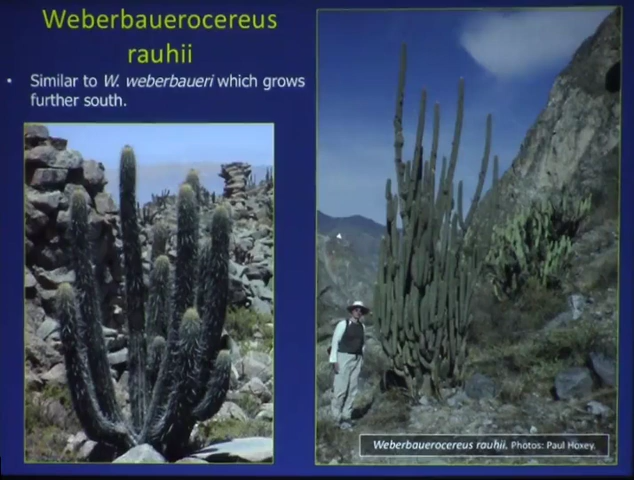 Weberbauerocereus
rauhii
• Similar to W. weberbaueri which grows
further south.
Weberbauerocereus rauhii. Photos: Paul Hoxey.